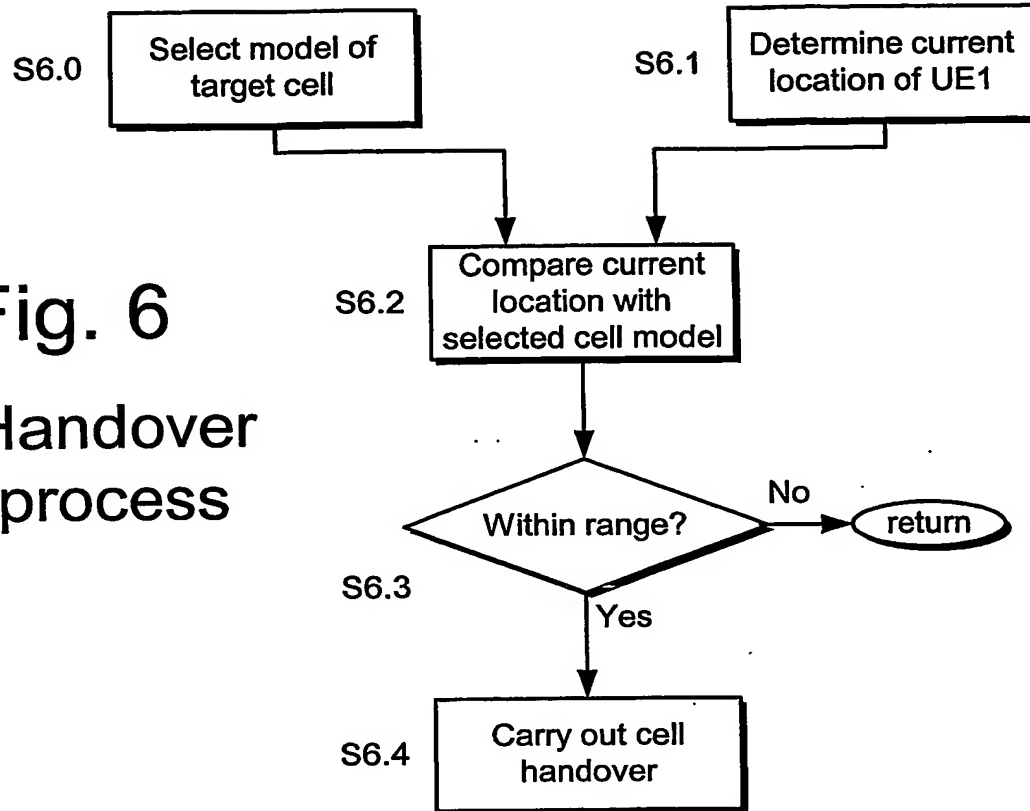 S6.0
Select model of
target cell
S6.1
Determine current
location of UE1
Fig. 6
Handover
process
S6.2
Compare current
location with
selected cell model
S6.3
Within range?
No
return
Yes
S6.4
Carry out cell
handover